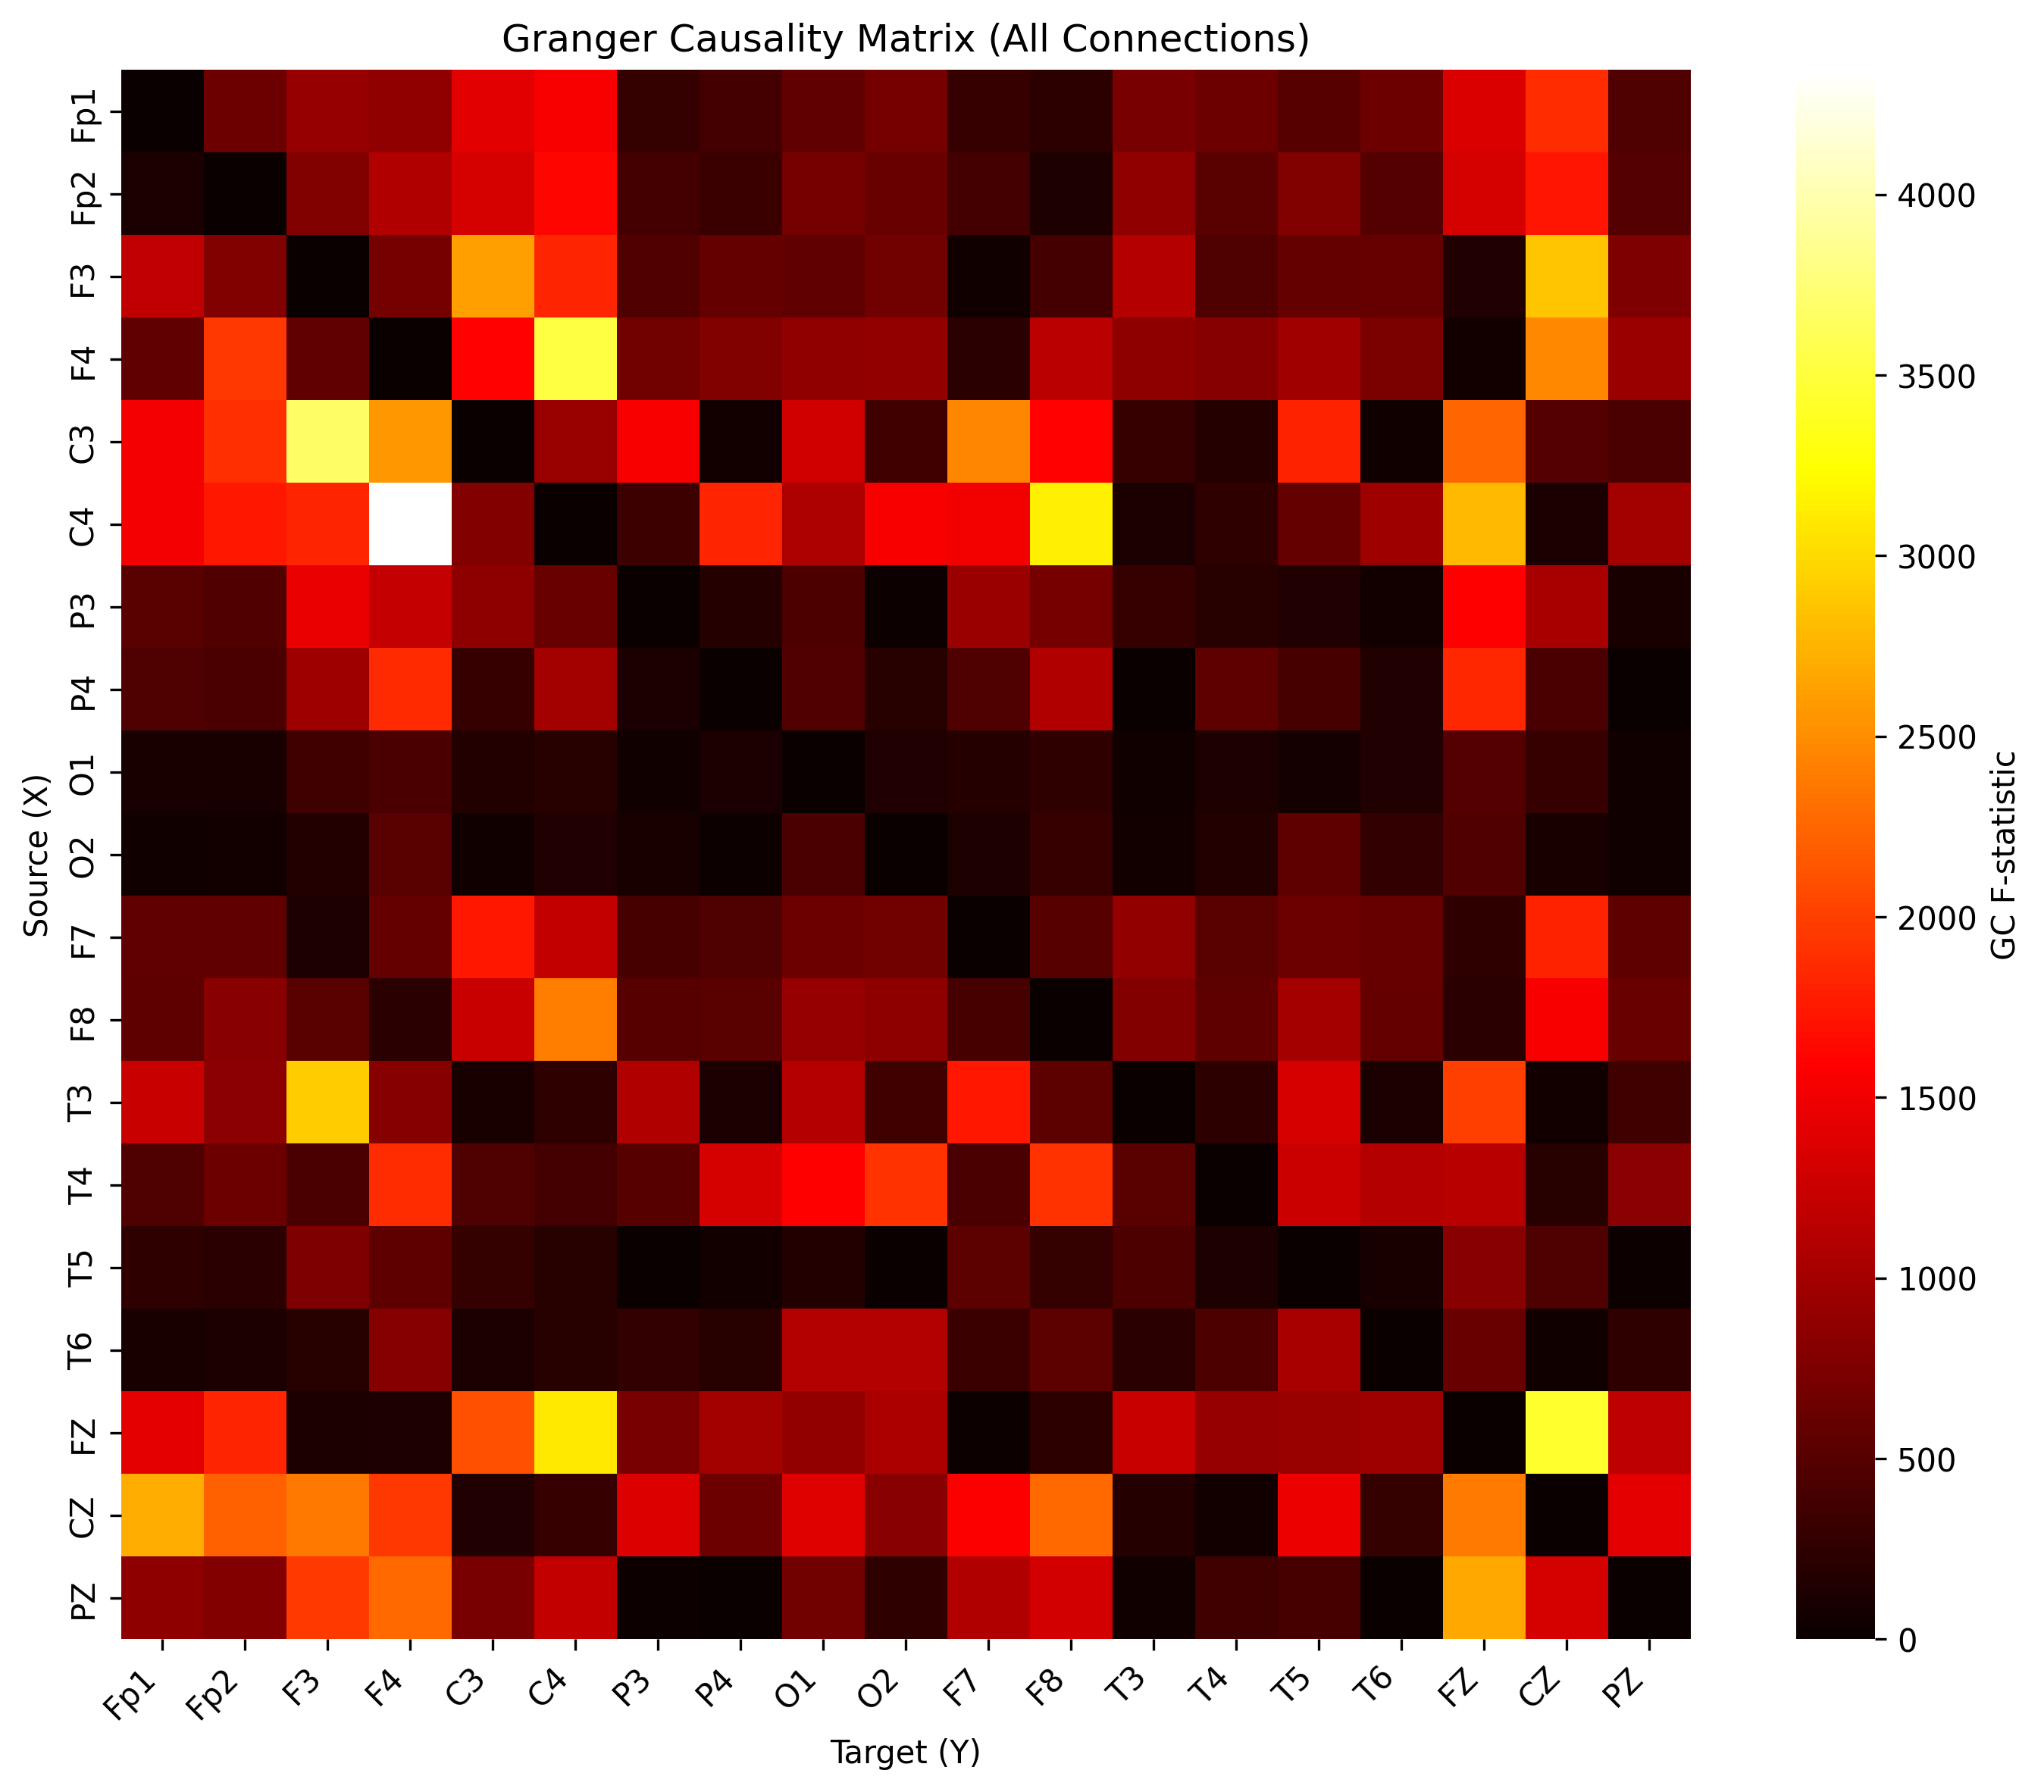 Granger Causality Matrix (All Connections)
Source (X)
Fp1
Fp2
F3
F4
C3
C4
P3
P4
O1
O2
F7
F8
T3
T4
T5
T6
FZ
CZ
PZ
Fp1 Fp2 F3 F4 C3 C4 P3 P4 O1 O2 F7 F8 T3 T4 T5 T6 FZ CZ PZ
Target (Y)
4000
3500
3000
2500
2000
1500
1000
500
0
GC F-statistic